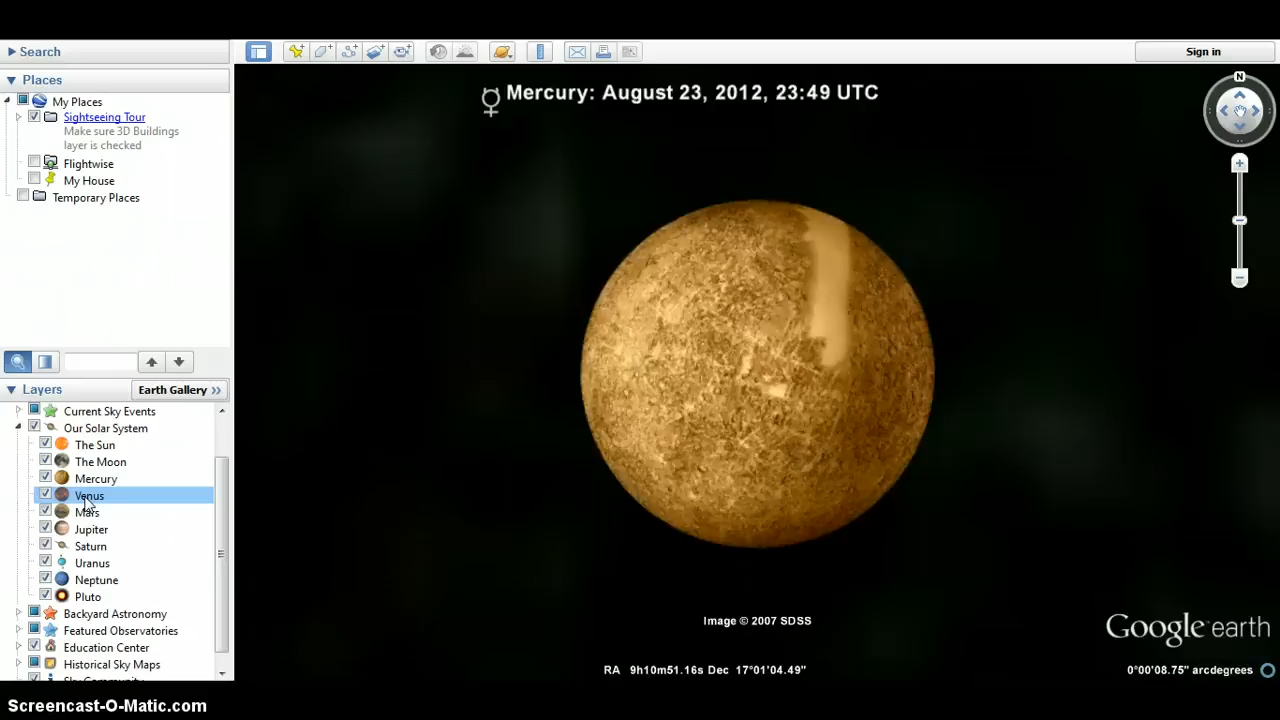 Search
Sign in
Places
My Places
Sightseeing Tour
Make sure 3D Buildings
layer is checked
Flightwise
My House
Temporary Places
☿ Mercury: August 23, 2012, 23:49 UTC
N
Layers
Earth Gallery »
Current Sky Events
Our Solar System
The Sun
The Moon
Mercury
Venus
Mars
Jupiter
Saturn
Uranus
Neptune
Pluto
Backyard Astronomy
Featured Observatories
Education Center
Historical Sky Maps
Sky Community
Image © 2007 SDSS
Google earth
RA 9h10m51.16s Dec 17°01'04.49"
0°00'08.75" arcdegrees
Screencast-O-Matic.com